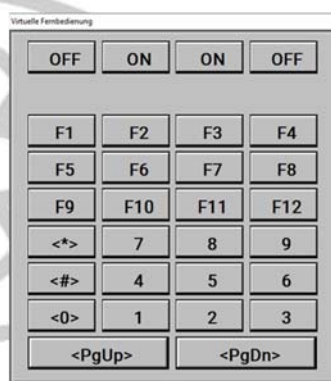 Virtuelle Fernbedienung
OFF ON ON OFF
F1 F2 F3 F4
F5 F6 F7 F8
F9 F10 F11 F12
<*> 7 8 9
<#> 4 5 6
<0> 1 2 3
<PgUp> <PgDn>